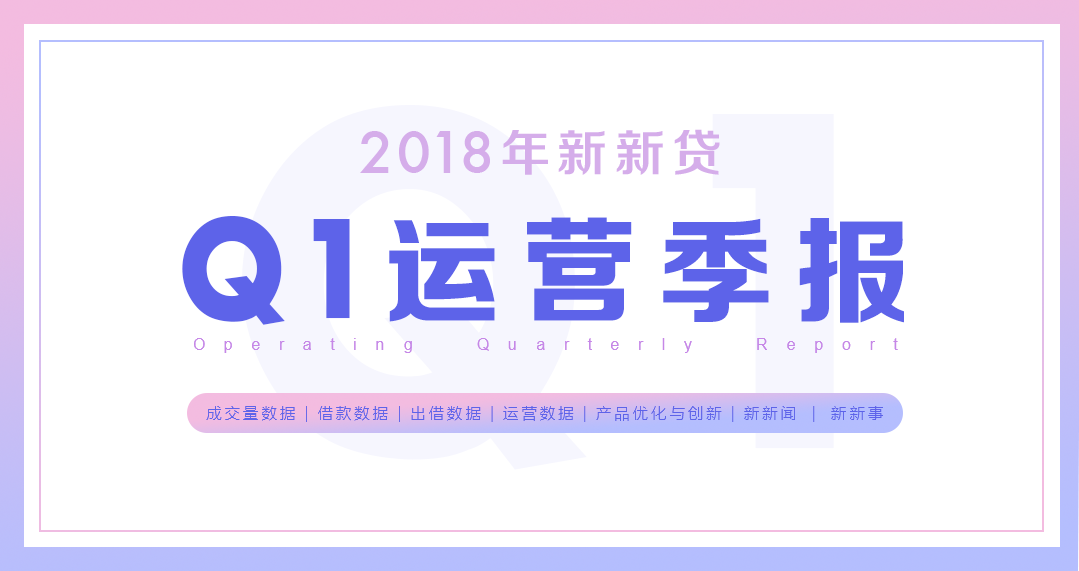 2018年新新贷
Q1运营季报
Operating Quarterly Report
成交量数据 | 借款数据 | 出借数据 | 运营数据 | 产品优化与创新 | 新新闻 | 新新事